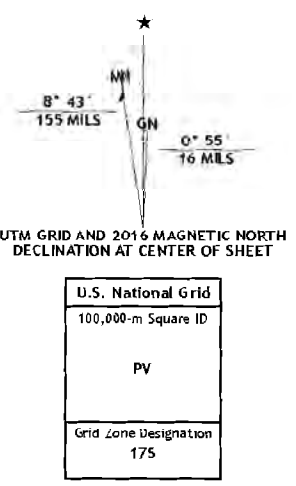 ★
MN
8° 43´
155 MILS
GN
0° 55´
16 MILS
UTM GRID AND 2016 MAGNETIC NORTH
DECLINATION AT CENTER OF SHEET
U.S. National Grid
100,000-m Square ID
PV
Grid Zone Designation
17S